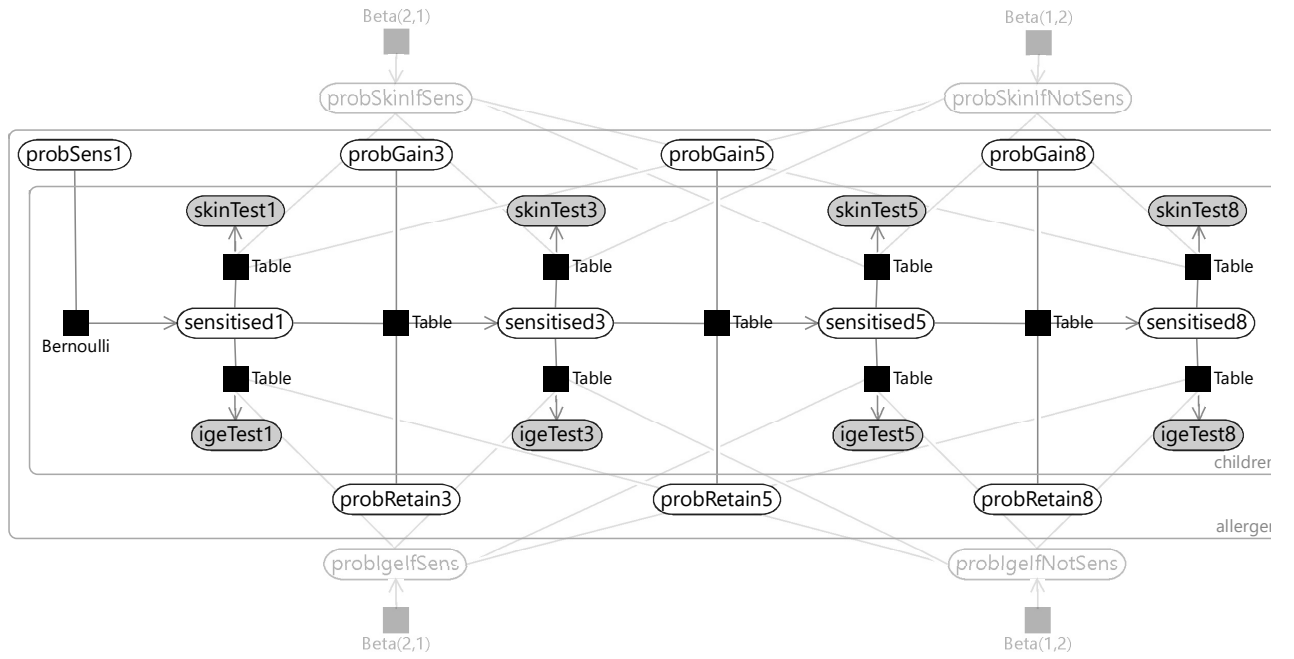 Beta(2,1) Beta(1,2)
probSkinIfSens probSkinIfNotSens
probSens1 probGain3 probGain5 probGain8
skinTest1 skinTest3 skinTest5 skinTest8
Table Table Table Table
sensitised1 Table sensitised3 Table sensitised5 Table sensitised8
Bernoulli
Table Table Table Table
igeTest1 igeTest3 igeTest5 igeTest8
children
probRetain3 probRetain5 probRetain8
allergen
probIgeIfSens probIgeIfNotSens
Beta(2,1) Beta(1,2)